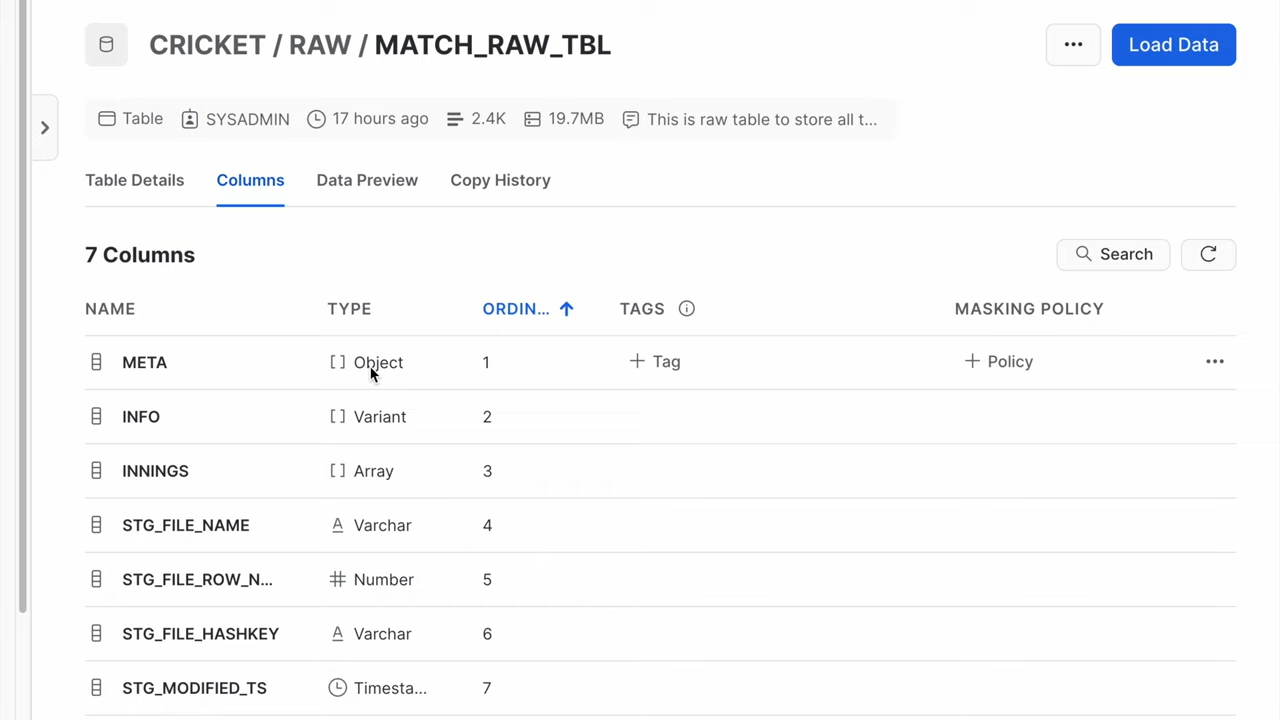 CRICKET / RAW / MATCH_RAW_TBL
Load Data
Table SYSADMIN 17 hours ago 2.4K 19.7MB This is raw table to store all t...
Table Details Columns Data Preview Copy History
7 Columns
Search
NAME TYPE ORDIN... TAGS MASKING POLICY
META [ ] Object 1 + Tag + Policy ...
INFO [ ] Variant 2
INNINGS [ ] Array 3
STG_FILE_NAME A Varchar 4
STG_FILE_ROW_N... # Number 5
STG_FILE_HASHKEY A Varchar 6
STG_MODIFIED_TS Timesta... 7